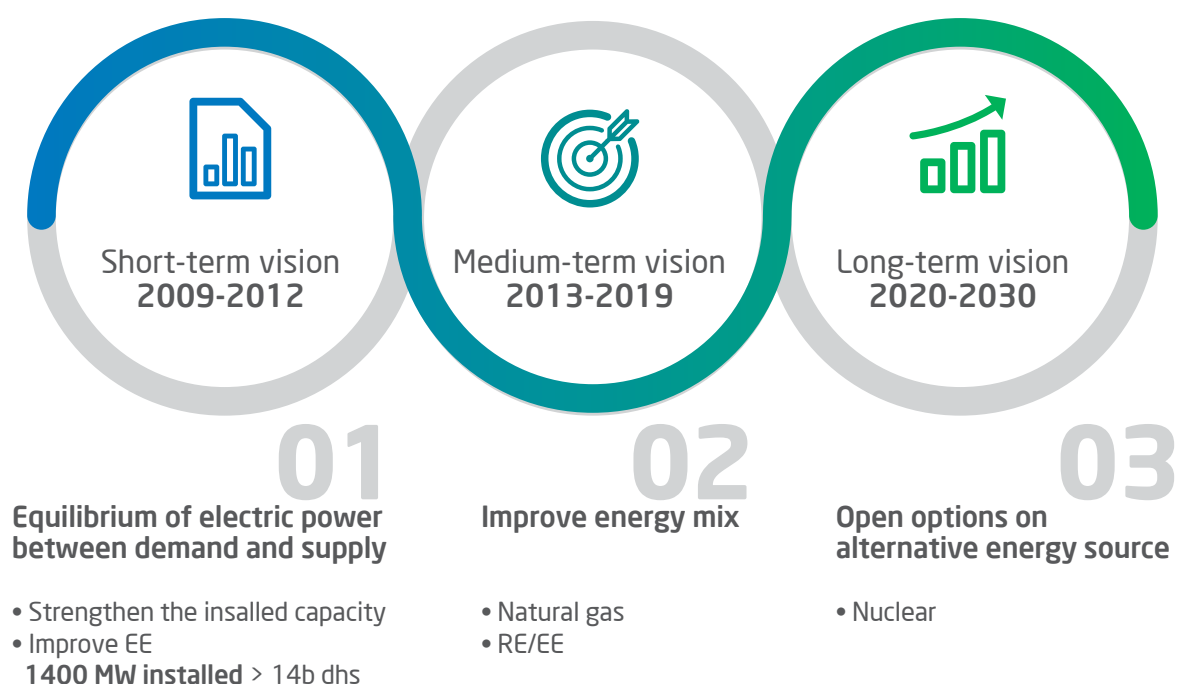 Short-term vision
2009-2012
Medium-term vision
2013-2019
Long-term vision
2020-2030
01
Equilibrium of electric power
between demand and supply
• Strengthen the insalled capacity
• Improve EE
1400 MW installed > 14b dhs
02
Improve energy mix
• Natural gas
• RE/EE
03
Open options on
alternative energy source
• Nuclear